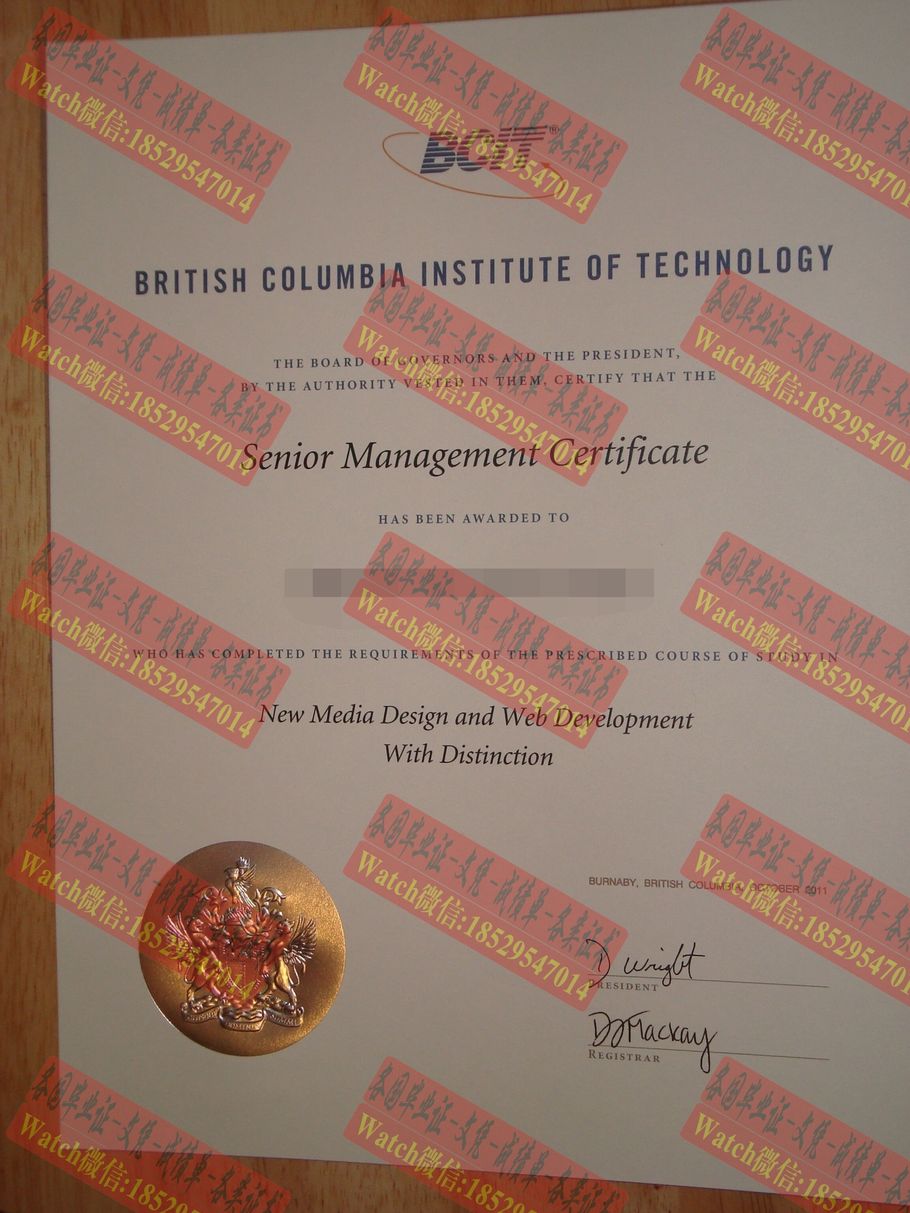 各国毕业证-文凭-成绩单-各类证书
Watch微信:18529547014
BCIT®
BRITISH COLUMBIA INSTITUTE OF TECHNOLOGY
THE BOARD OF GOVERNORS AND THE PRESIDENT,
BY THE AUTHORITY VESTED IN THEM, CERTIFY THAT THE
Senior Management Certificate
HAS BEEN AWARDED TO
WHO HAS COMPLETED THE REQUIREMENTS OF THE PRESCRIBED COURSE OF STUDY IN
New Media Design and Web Development
With Distinction
BURNABY, BRITISH COLUMBIA, OCTOBER 2011
D Wright
PRESIDENT
DJMackay
REGISTRAR